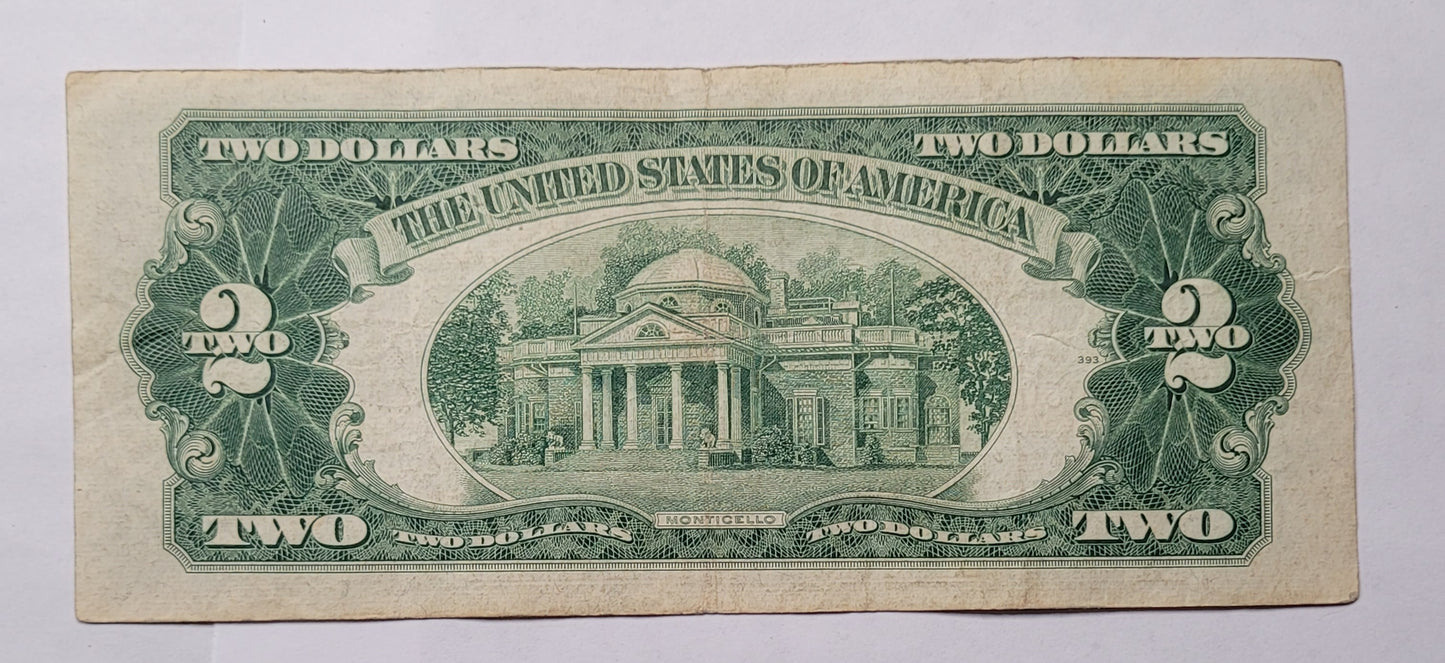 TWO DOLLARS TWO DOLLARS
THE UNITED STATES OF AMERICA
2 2
TWO TWO
393
MONTICELLO
TWO TWO DOLLARS TWO DOLLARS TWO